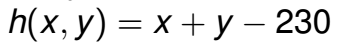 h(x, y) = x + y − 230